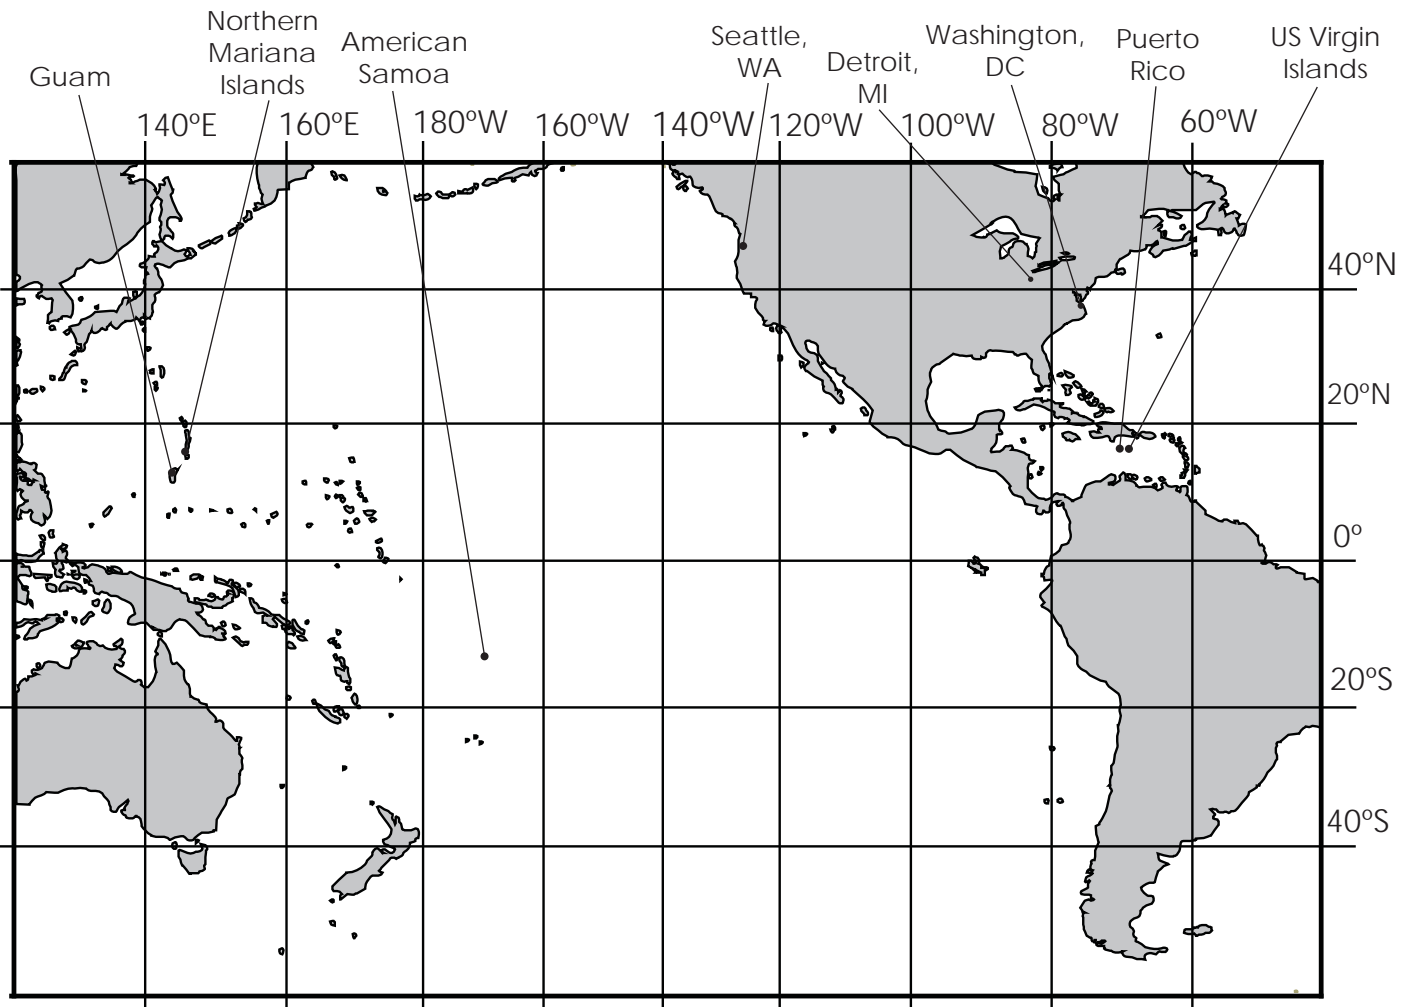 Guam
Northern
Mariana
Islands
American
Samoa
Seattle,
WA
Detroit,
MI
Washington,
DC
Puerto
Rico
US Virgin
Islands
140ºE
160ºE
180ºW
160ºW
140ºW
120ºW
100ºW
80ºW
60ºW
40ºN
20ºN
0º
20ºS
40ºS